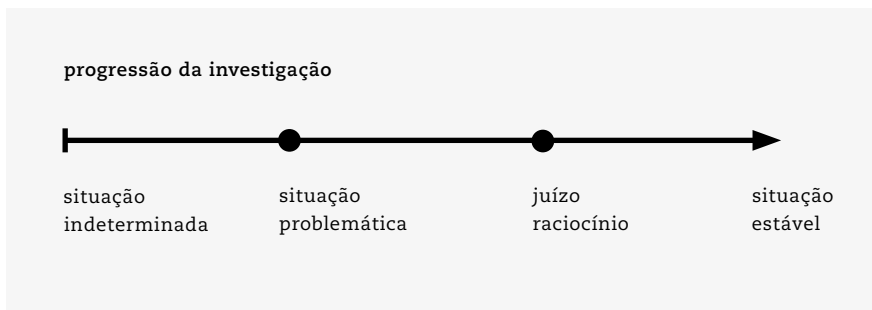 progressão da investigação
situação
indeterminada
situação
problemática
juízo
raciocínio
situação
estável